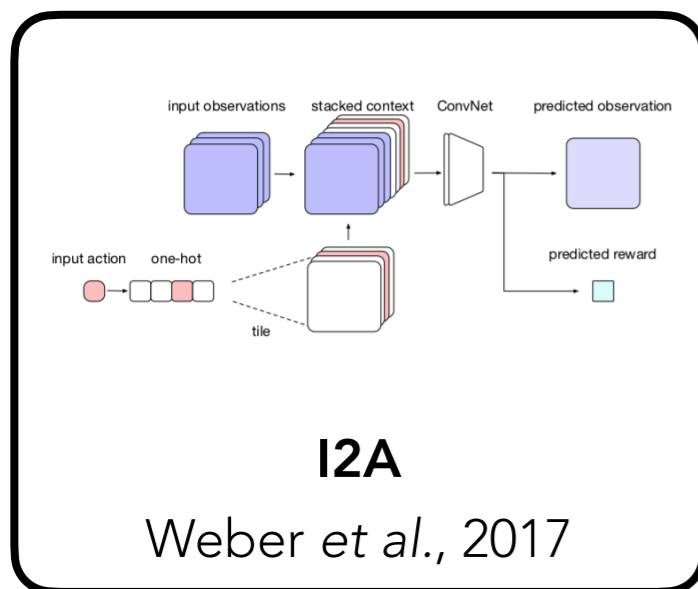 input observations
stacked context
ConvNet
predicted observation
input action
one-hot
predicted reward
tile
I2A
Weber et al., 2017